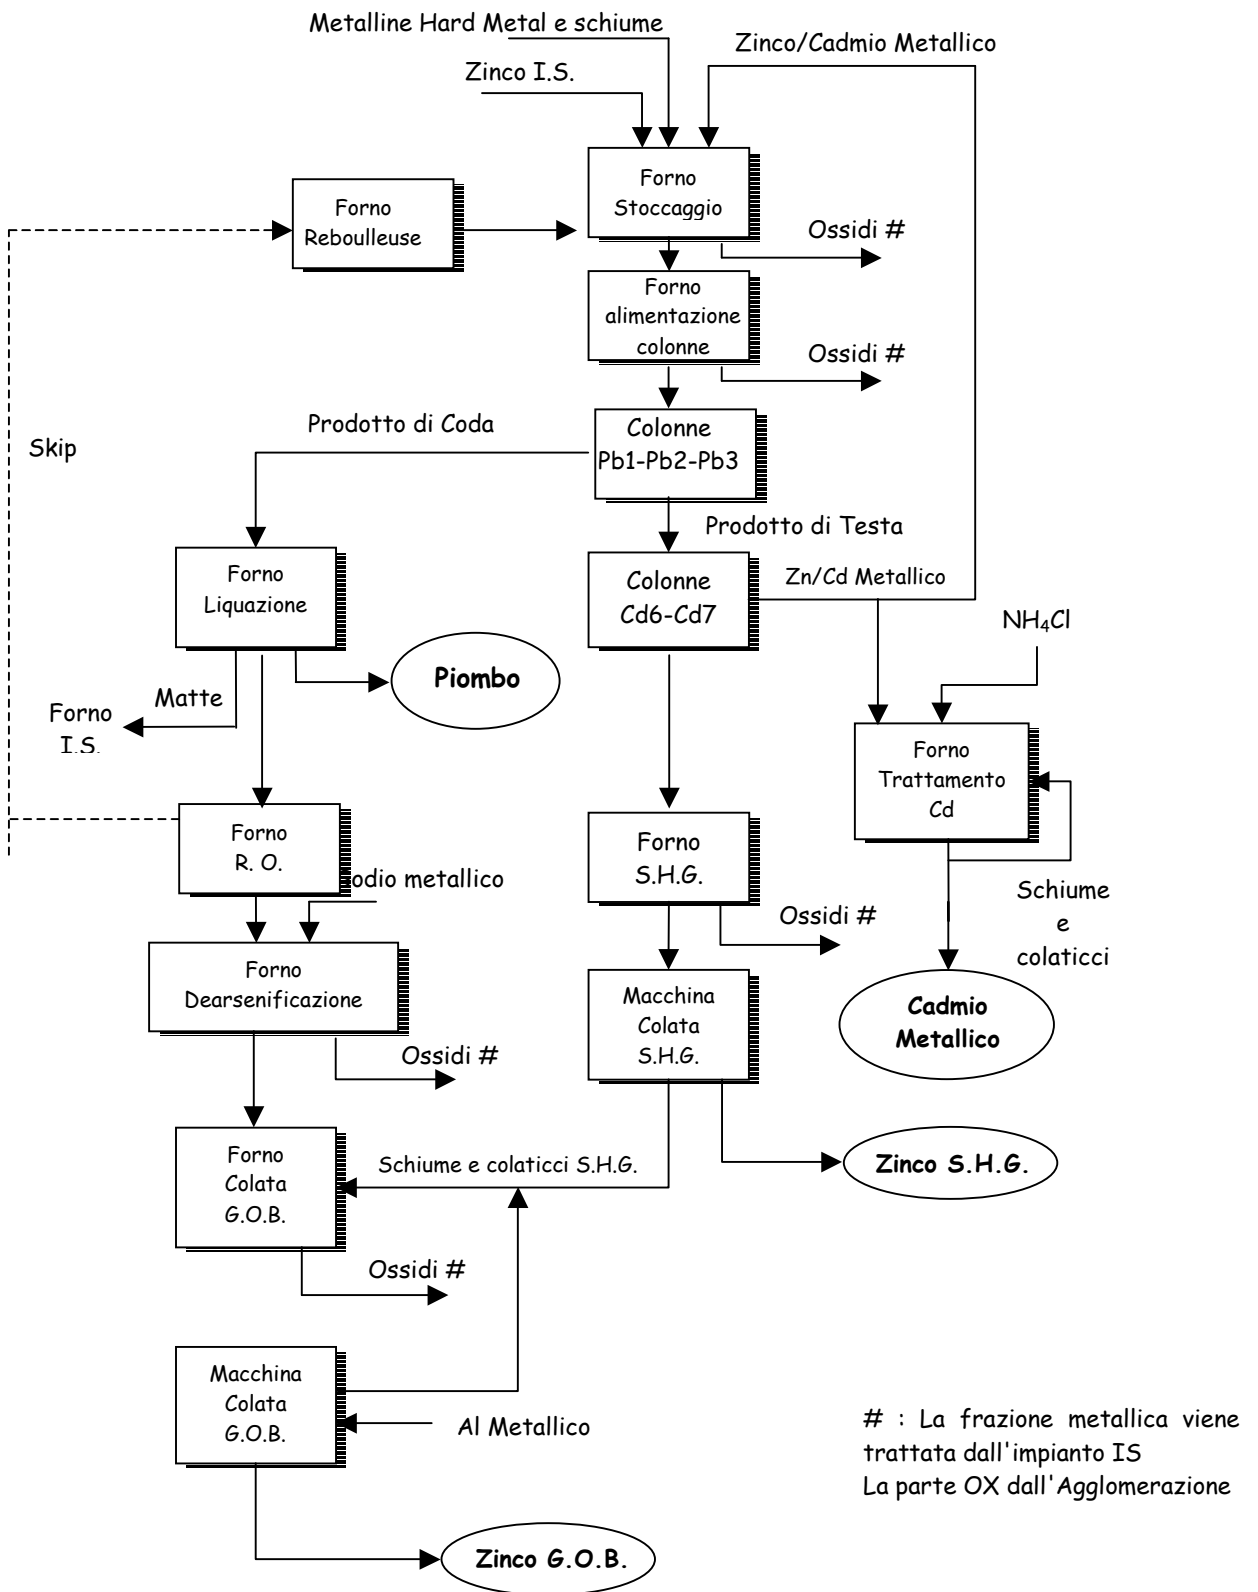 Metalline Hard Metal e schiume
Zinco/Cadmio Metallico
Zinco I.S.
Forno
Stoccaggio
Forno
Reboulleuse
Ossidi #
Forno
alimentazione
colonne
Ossidi #
Prodotto di Coda
Colonne
Pb1-Pb2-Pb3
Skip
Prodotto di Testa
Forno
Liquazione
Colonne
Cd6-Cd7
Zn/Cd Metallico
NH₄Cl
Piombo
Matte
Forno
I.S.
Forno
Trattamento
Cd
Forno
R. O.
odio metallico
Forno
S.H.G.
Schiume
e
colaticci
Ossidi #
Forno
Dearsenificazione
Macchina
Colata
S.H.G.
Cadmio
Metallico
Ossidi #
Forno
Colata
G.O.B.
Schiume e colaticci S.H.G.
Zinco S.H.G.
Ossidi #
Macchina
Colata
G.O.B.
Al Metallico
# : La frazione metallica viene
trattata dall'impianto IS
La parte OX dall'Agglomerazione
Zinco G.O.B.